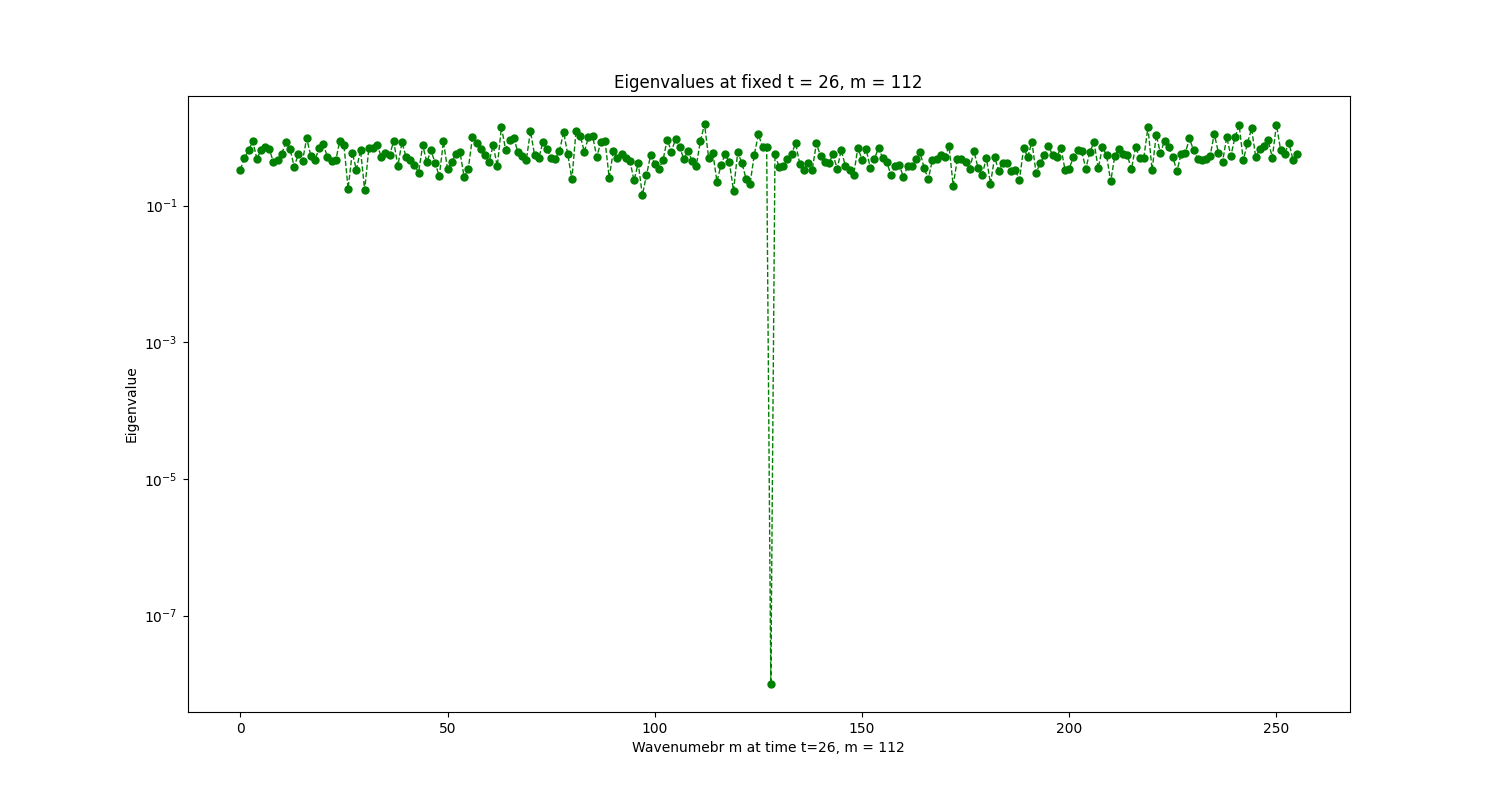 Eigenvalues at fixed t = 26, m = 112
Eigenvalue
10⁻¹
10⁻³
10⁻⁵
10⁻⁷
0 50 100 150 200 250
Wavenumebr m at time t=26, m = 112